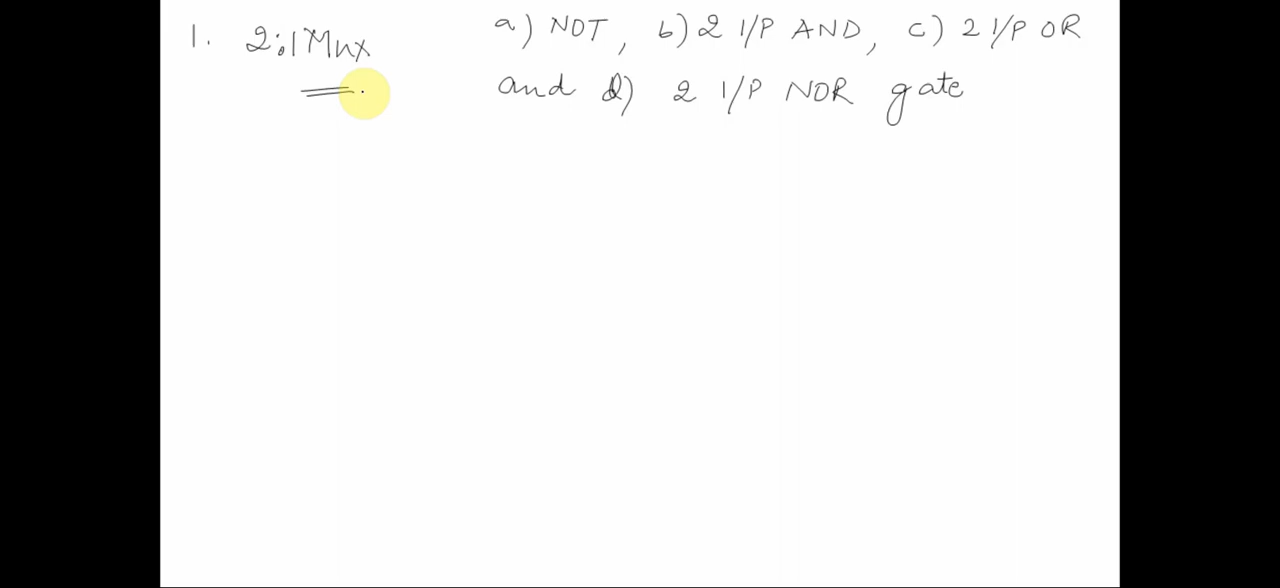 1. 2:1 Mux
a) NOT, b) 2 I/P AND, c) 2 I/P OR
and d) 2 I/P NOR gate